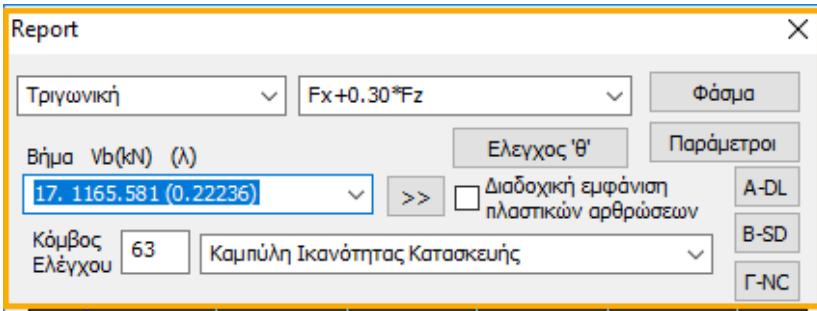 Report
Τριγωνική
Fx+0.30*Fz
Φάσμα
Ελεγχος 'θ'
Παράμετροι
Βήμα Vb(kN) (λ)
17. 1165.581 (0.22236)
>>
Διαδοχική εμφάνιση
πλαστικών αρθρώσεων
A-DL
B-SD
Κόμβος
Ελέγχου
63
Καμπύλη Ικανότητας Κατασκευής
Γ-NC